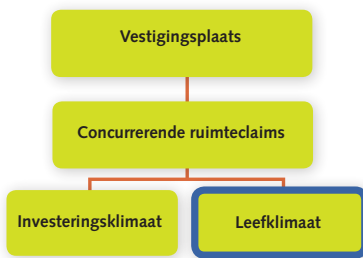 Vestigingsplaats
Concurrerende ruimteclaims
Investeringsklimaat
Leefklimaat